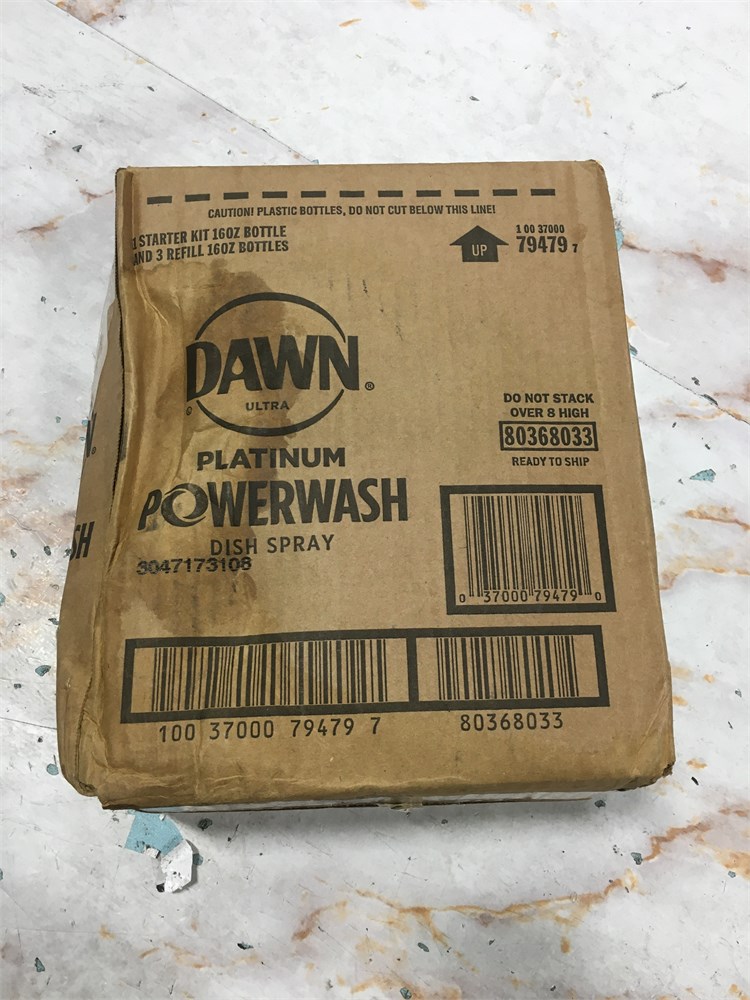 CAUTION! PLASTIC BOTTLES, DO NOT CUT BELOW THIS LINE!
1 STARTER KIT 16OZ BOTTLE
AND 3 REFILL 16OZ BOTTLES
UP
1 00 37000
79479 7
DAWN®
ULTRA
PLATINUM
POWERWASH
DISH SPRAY
3047173108
DO NOT STACK
OVER 8 HIGH
80368033
READY TO SHIP
0 37000 79479 0
100 37000 79479 7
80368033
N.
SH